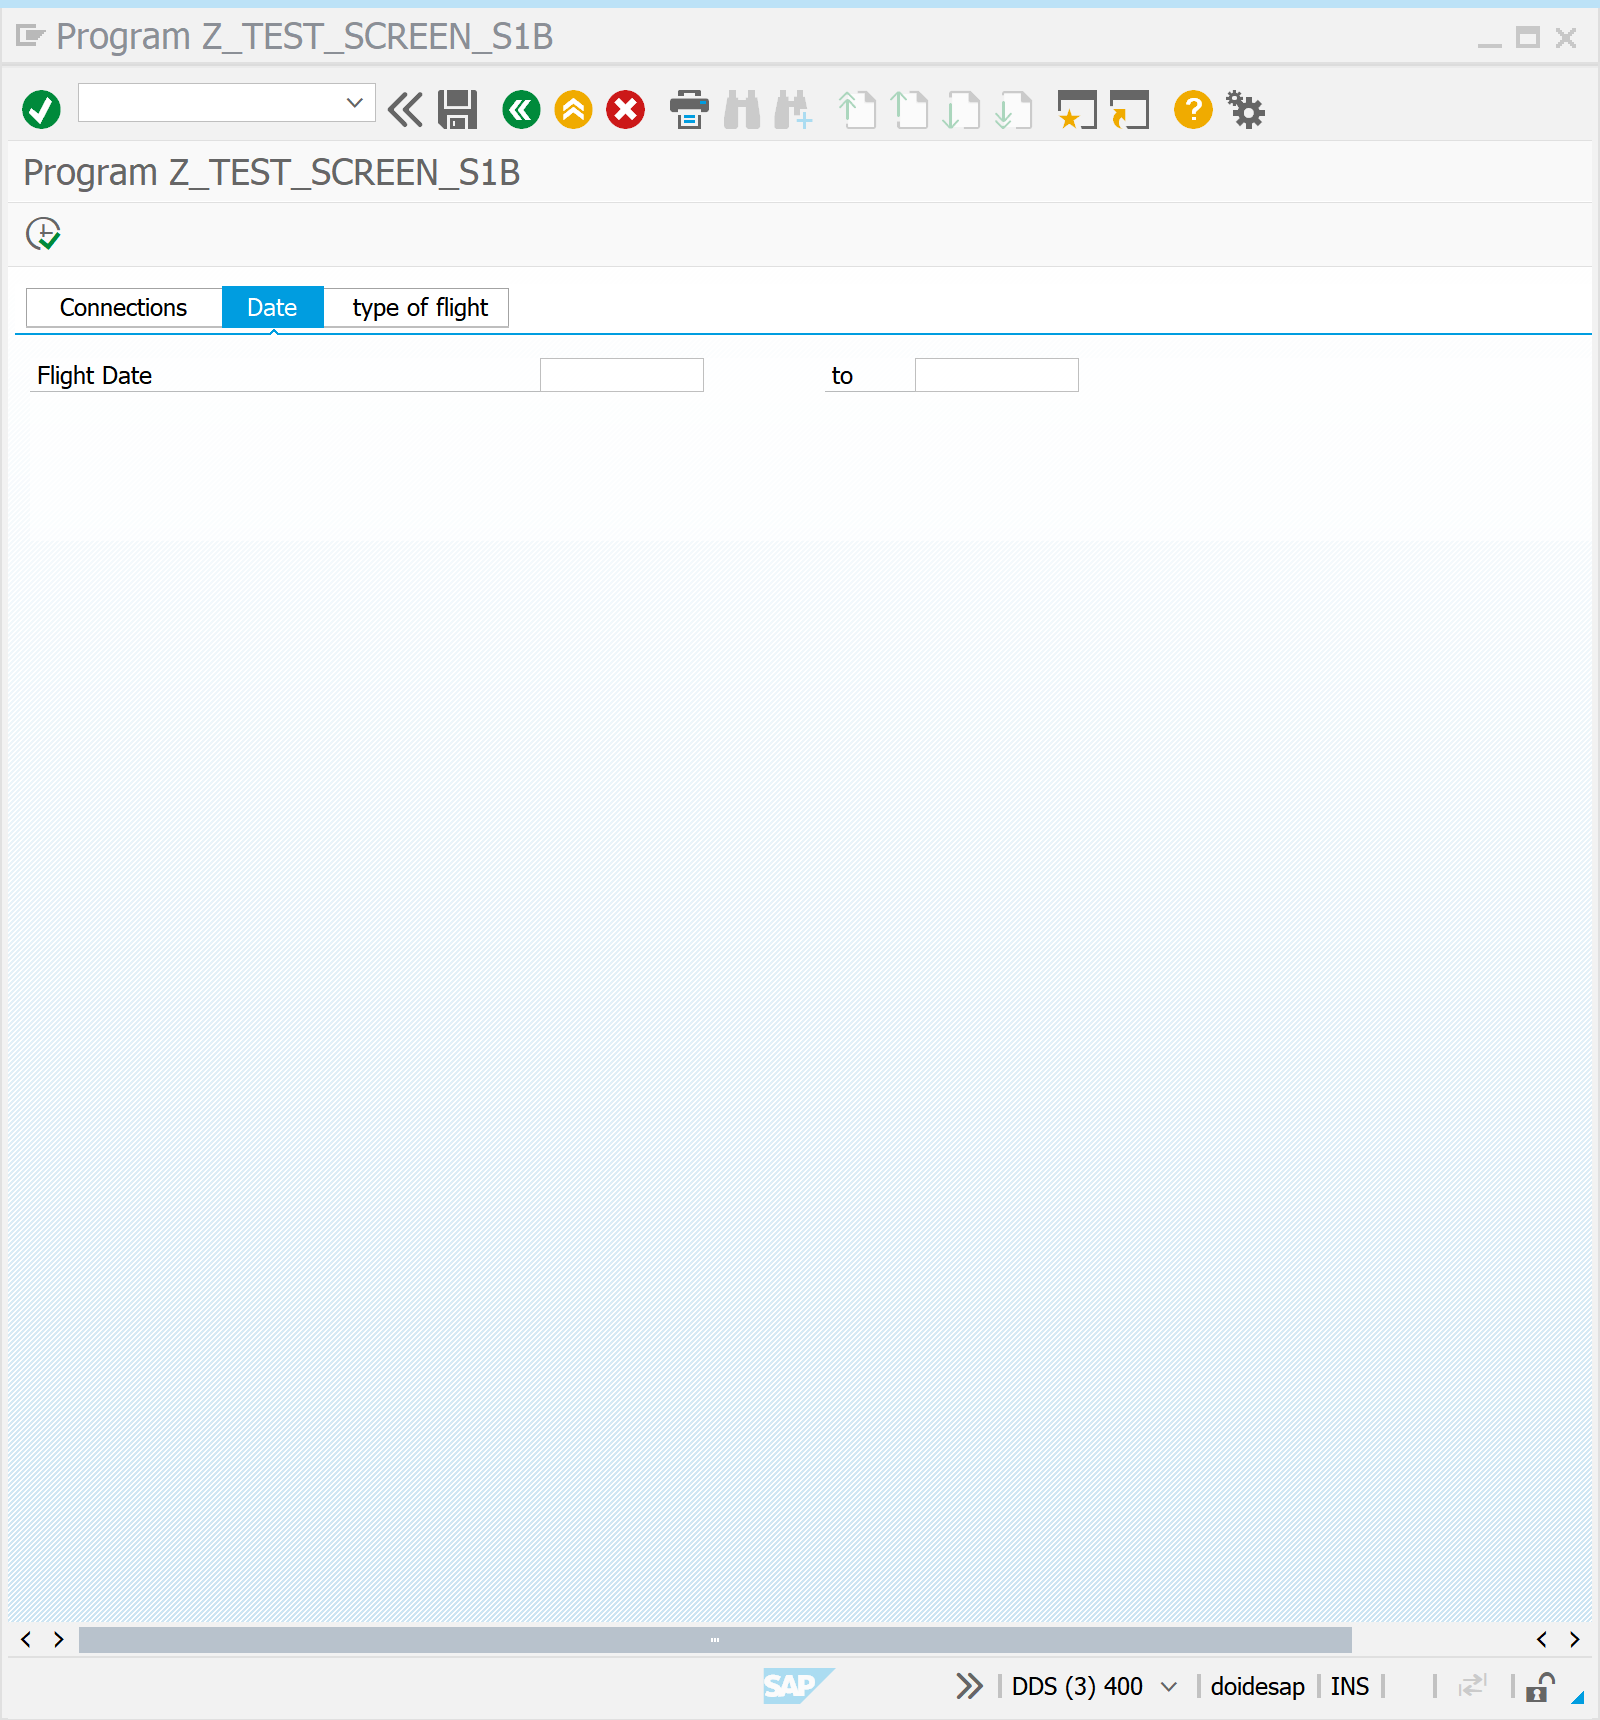 Program Z_TEST_SCREEN_S1B
Program Z_TEST_SCREEN_S1B
Connections Date type of flight
Flight Date to
SAP DDS (3) 400 doidesap INS